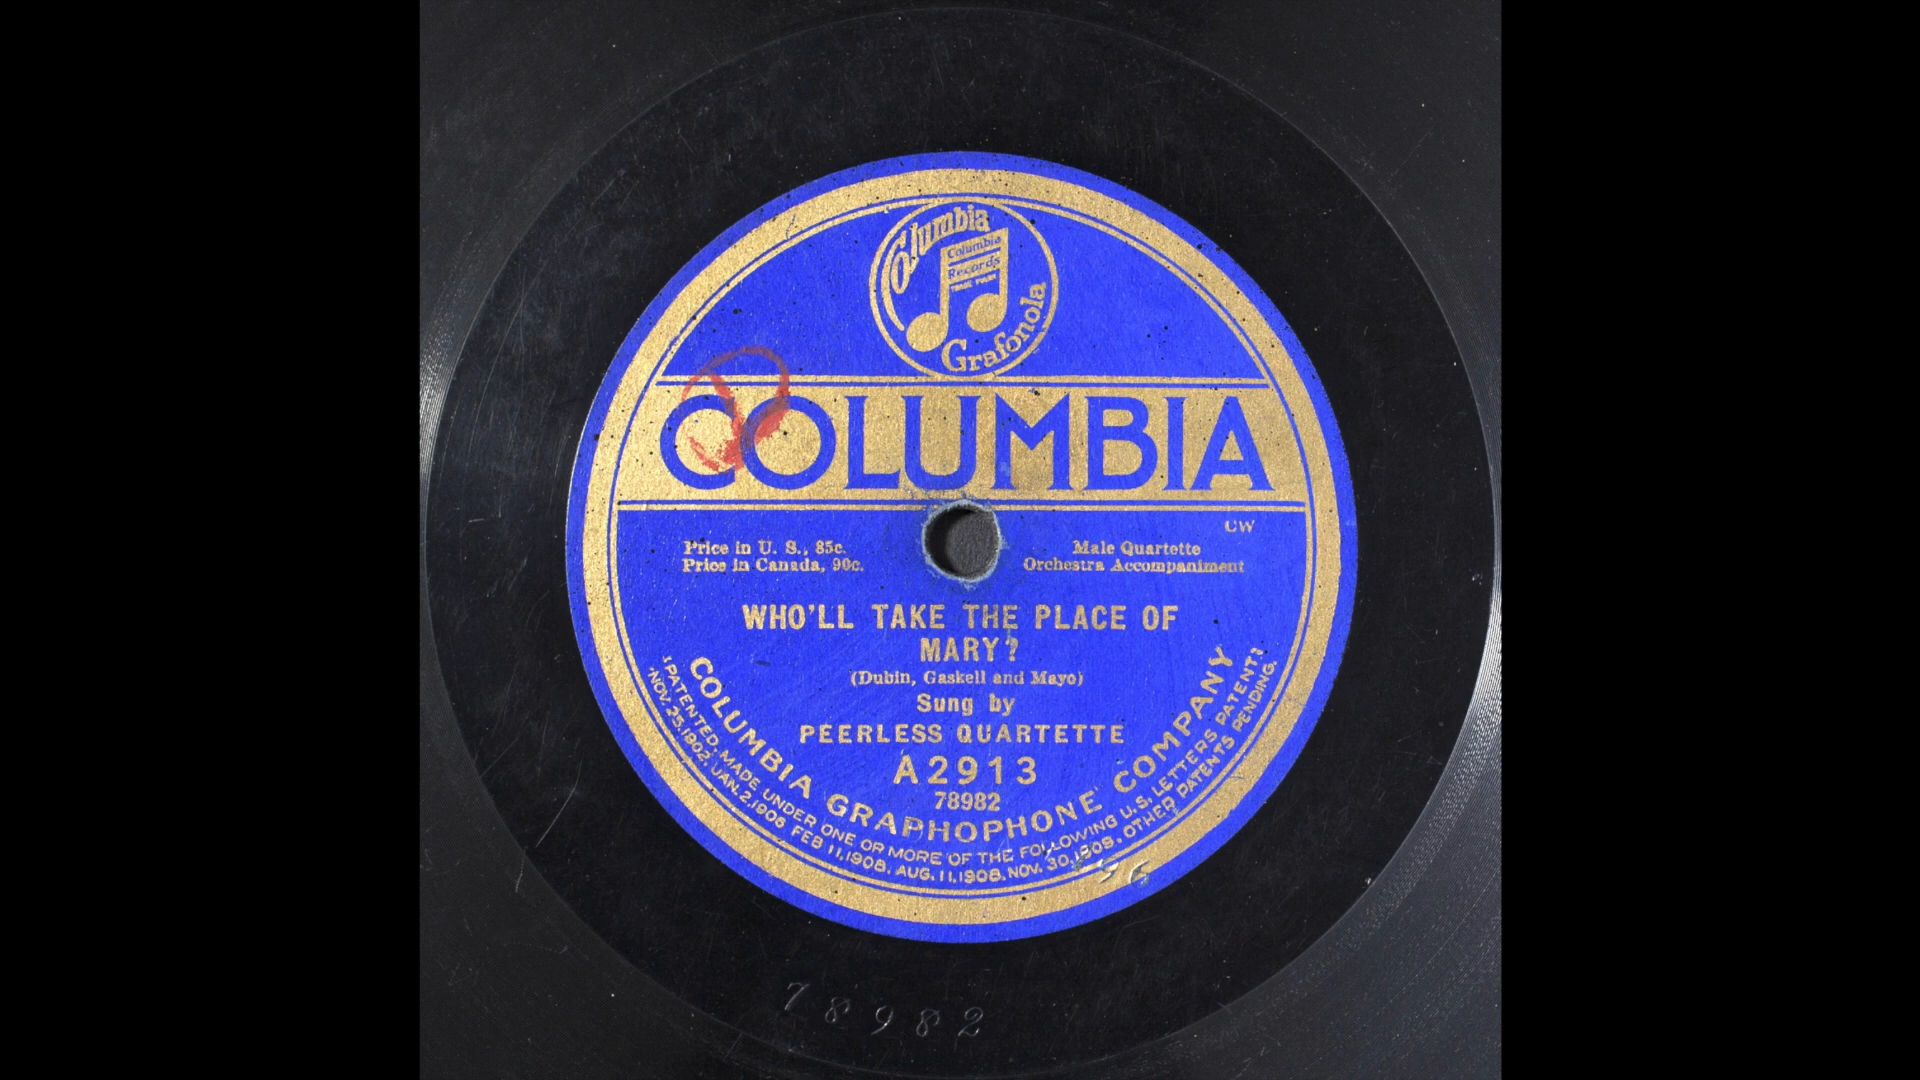 Columbia
Columbia
Records
Grafonola
COLUMBIA
CW
Price in U. S., 85c.
Price in Canada, 90c.
Male Quartette
Orchestra Accompaniment
WHO'LL TAKE THE PLACE OF
MARY?
(Dubin, Gaskell and Mayo)
Sung by
PEERLESS QUARTETTE
A2913
78982
COLUMBIA GRAPHOPHONE COMPANY
PATENTED, MADE UNDER ONE OR MORE OF THE FOLLOWING U.S. LETTERS PATENT:
NOV. 25, 1902, JAN. 2, 1906, FEB 11, 1908, AUG. 11, 1908, NOV. 30, 1909. OTHER PATENTS PENDING.
78982